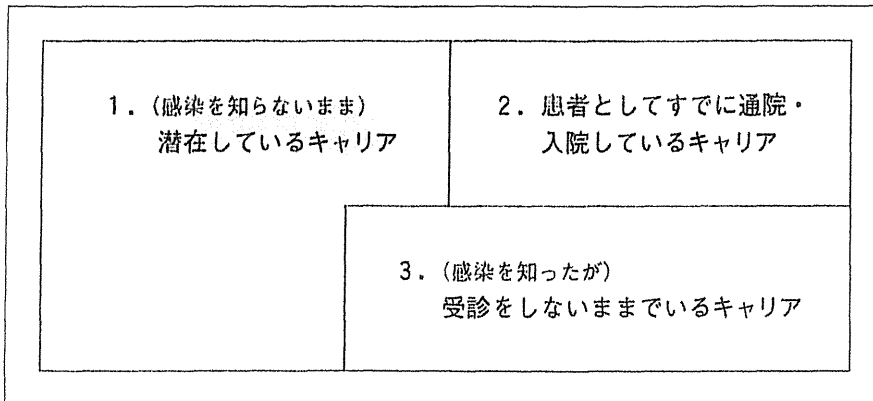 1．(感染を知らないまま)
潜在しているキャリア
2．患者としてすでに通院・
入院しているキャリア
3．(感染を知ったが)
受診をしないままでいるキャリア